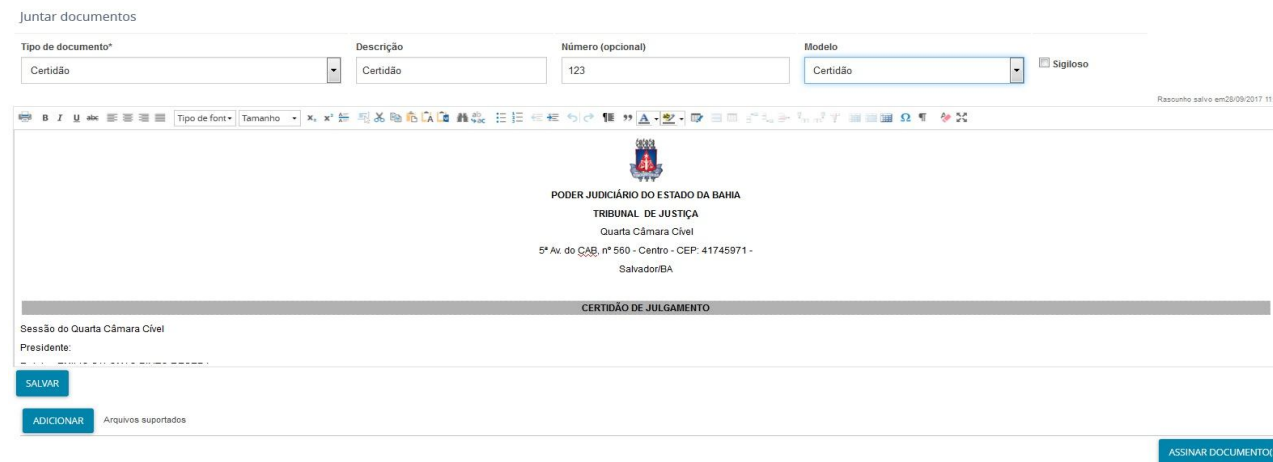 Juntar documentos
Tipo de documento* Descrição Número (opcional) Modelo
Certidão Certidão 123 Certidão Sigiloso
Rascunho salvo em28/09/2017 11
B I U abc Tipo de font Tamanho x₂ x² A Ω ¶
PODER JUDICIÁRIO DO ESTADO DA BAHIA
TRIBUNAL DE JUSTIÇA
Quarta Câmara Cível
5ª Av. do CAB, nº 560 - Centro - CEP: 41745971 -
Salvador/BA
CERTIDÃO DE JULGAMENTO
Sessão do Quarta Câmara Cível
Presidente:
SALVAR
ADICIONAR Arquivos suportados
ASSINAR DOCUMENTO(